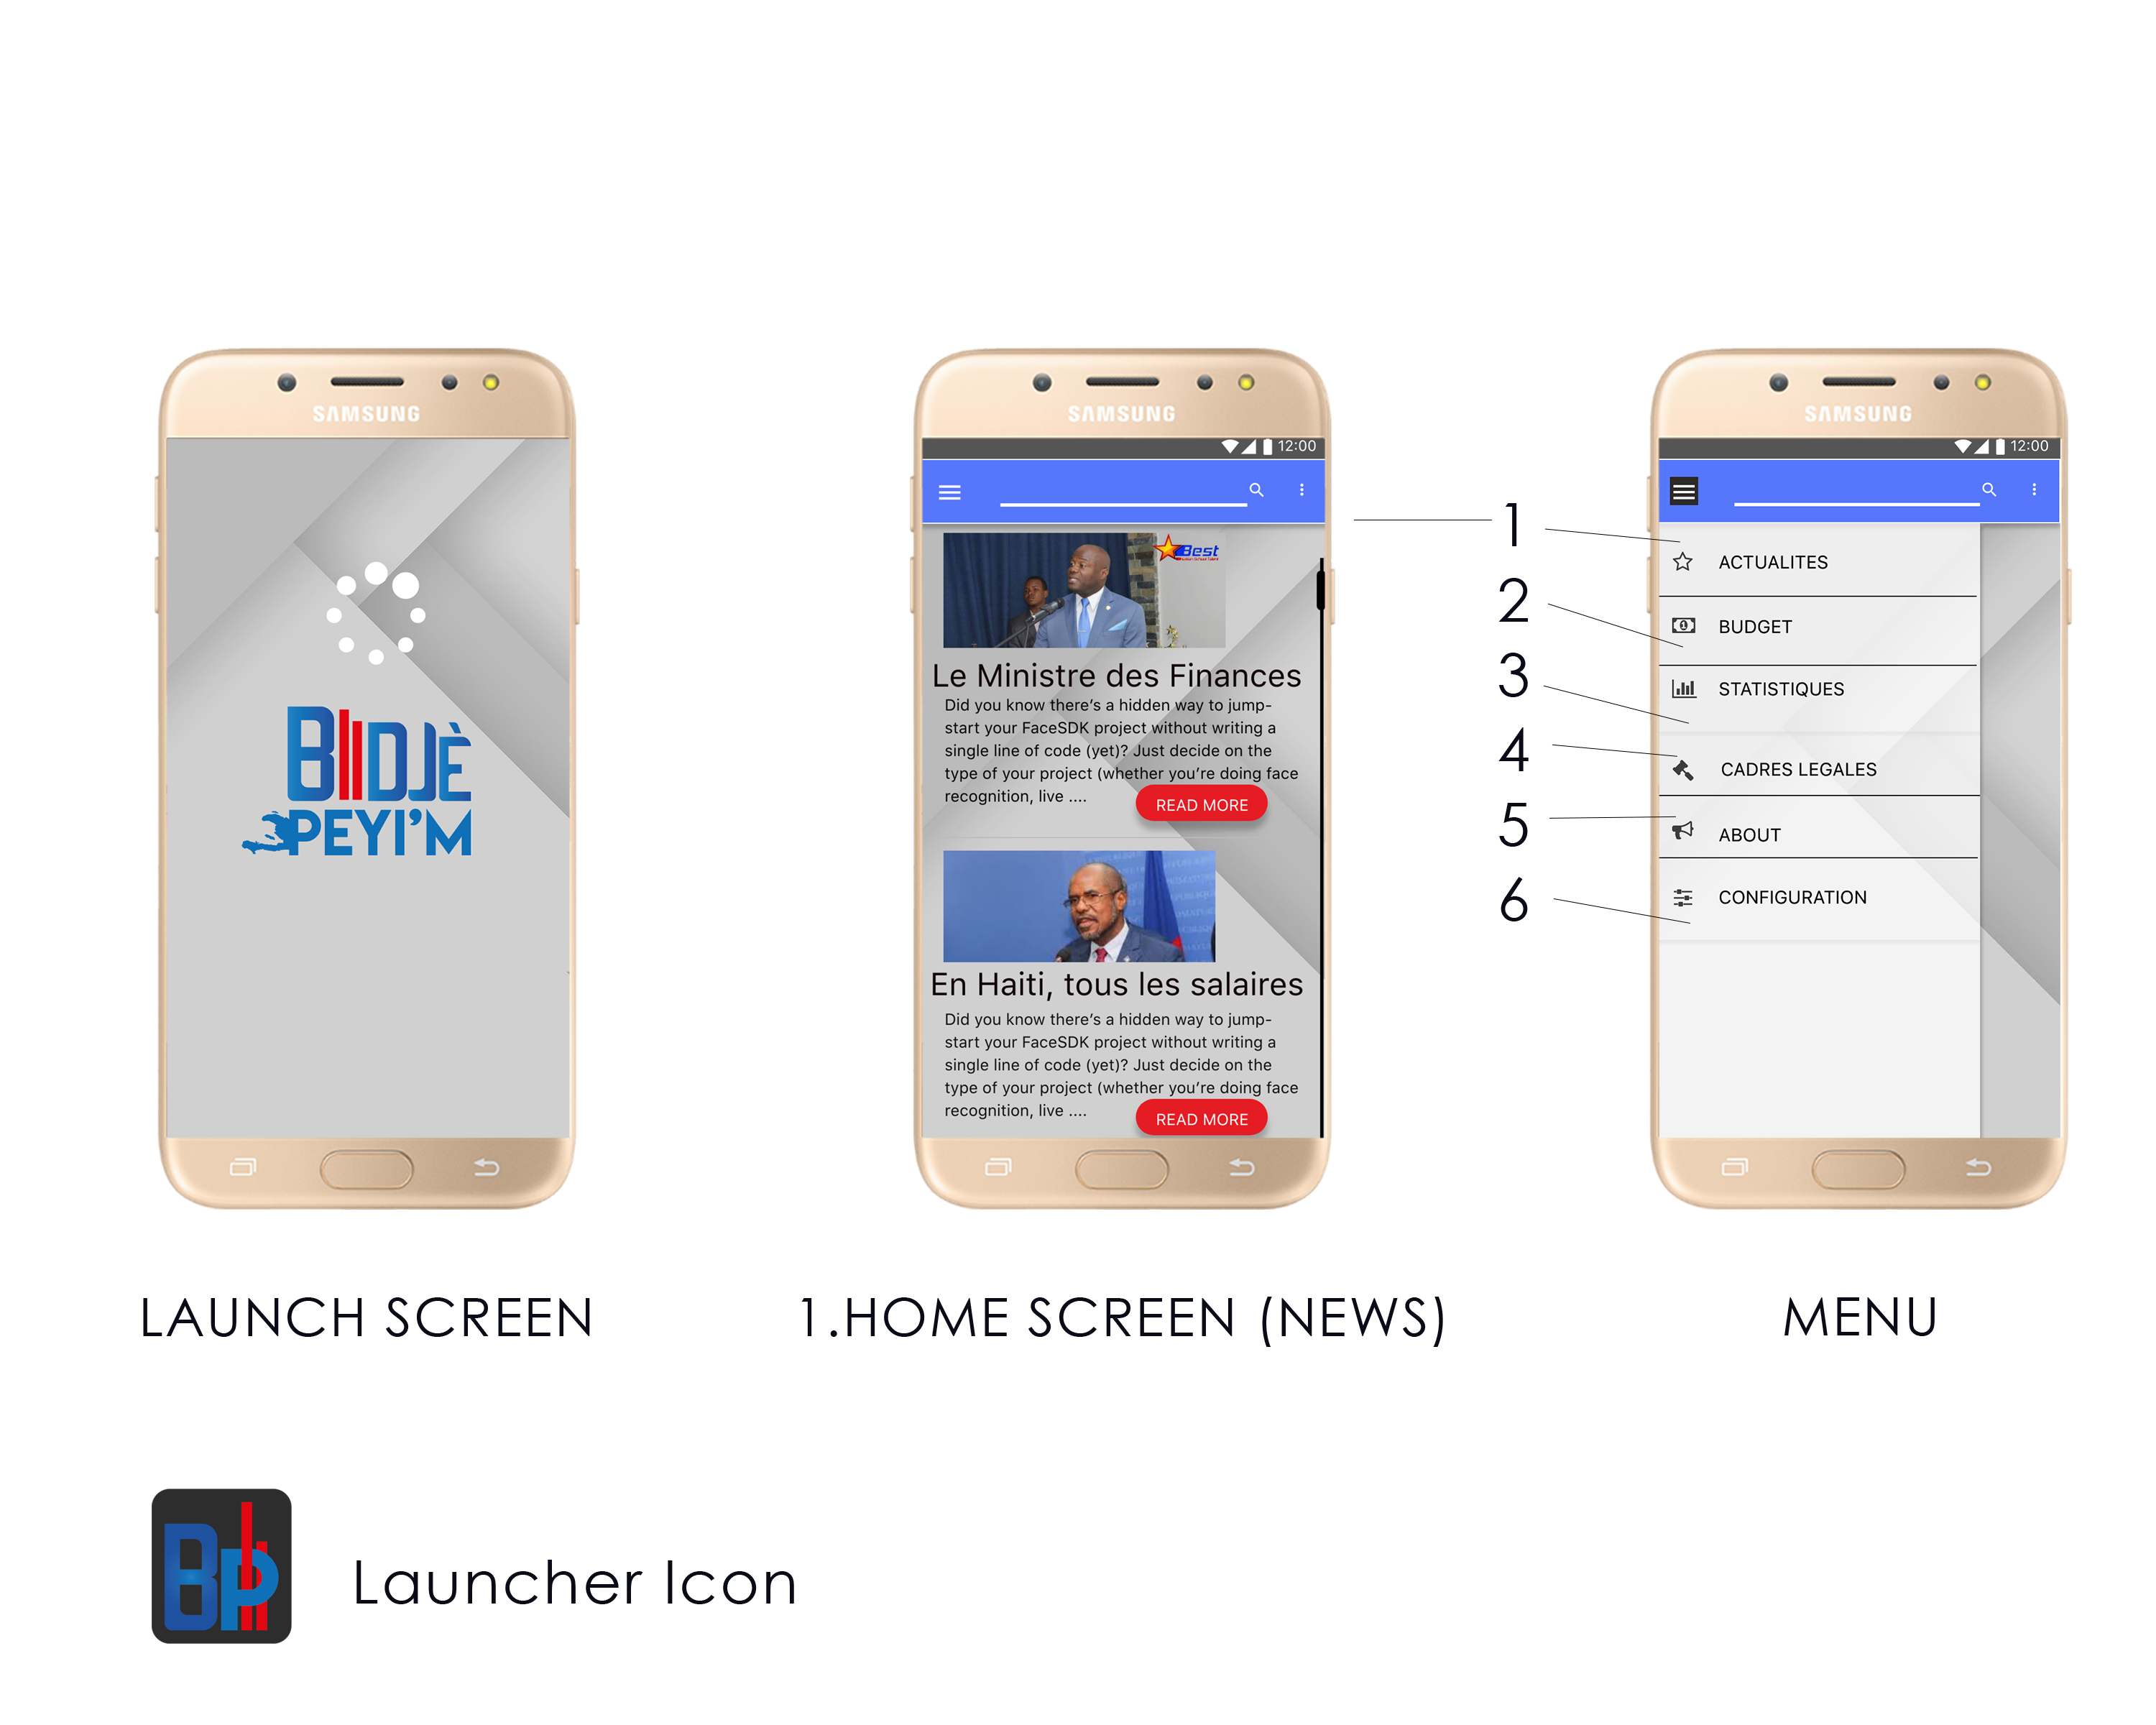 SAMSUNG
BIIDJÈ
PEYI’M
LAUNCH SCREEN
SAMSUNG
12:00
Best
Le Ministre des Finances
Did you know there’s a hidden way to jump-
start your FaceSDK project without writing a
single line of code (yet)? Just decide on the
type of your project (whether you’re doing face
recognition, live ....
READ MORE
En Haiti, tous les salaires
Did you know there’s a hidden way to jump-
start your FaceSDK project without writing a
single line of code (yet)? Just decide on the
type of your project (whether you’re doing face
recognition, live ....
READ MORE
1.HOME SCREEN (NEWS)
1
2
3
4
5
6
SAMSUNG
12:00
ACTUALITES
BUDGET
STATISTIQUES
CADRES LEGALES
ABOUT
CONFIGURATION
MENU
Bp
Launcher Icon